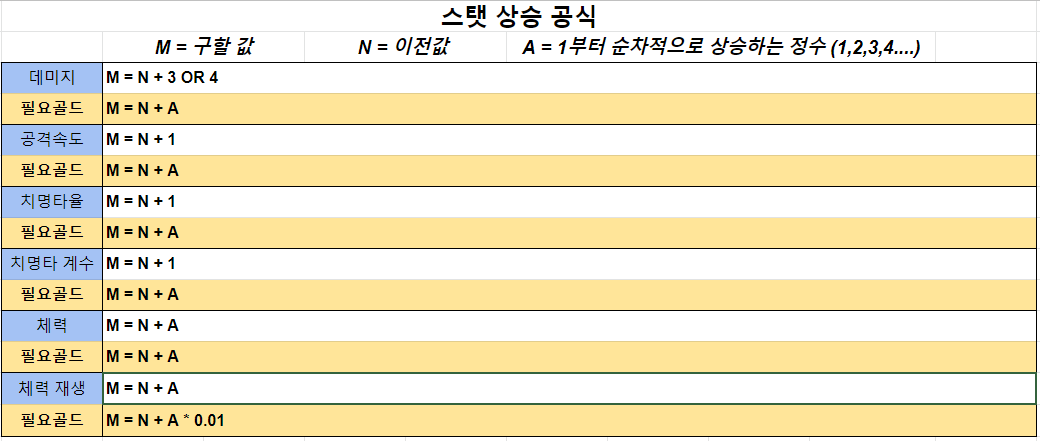 스탯 상승 공식
M = 구할 값 N = 이전값 A = 1부터 순차적으로 상승하는 정수 (1,2,3,4....)
데미지 M = N + 3 OR 4
필요골드 M = N + A
공격속도 M = N + 1
필요골드 M = N + A
치명타율 M = N + 1
필요골드 M = N + A
치명타 계수 M = N + 1
필요골드 M = N + A
체력 M = N + A
필요골드 M = N + A
체력 재생 M = N + A
필요골드 M = N + A * 0.01